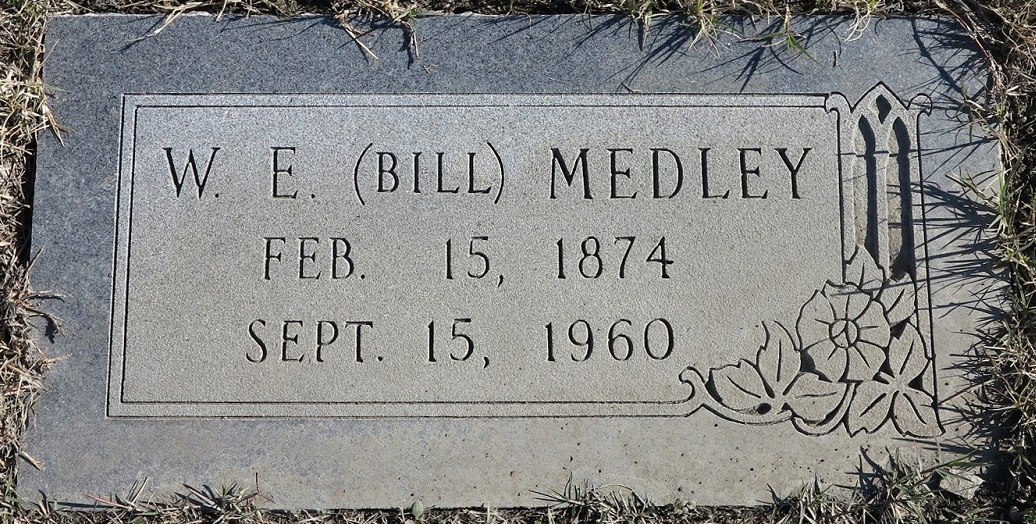 W. E. (BILL) MEDLEY
FEB. 15, 1874
SEPT. 15, 1960